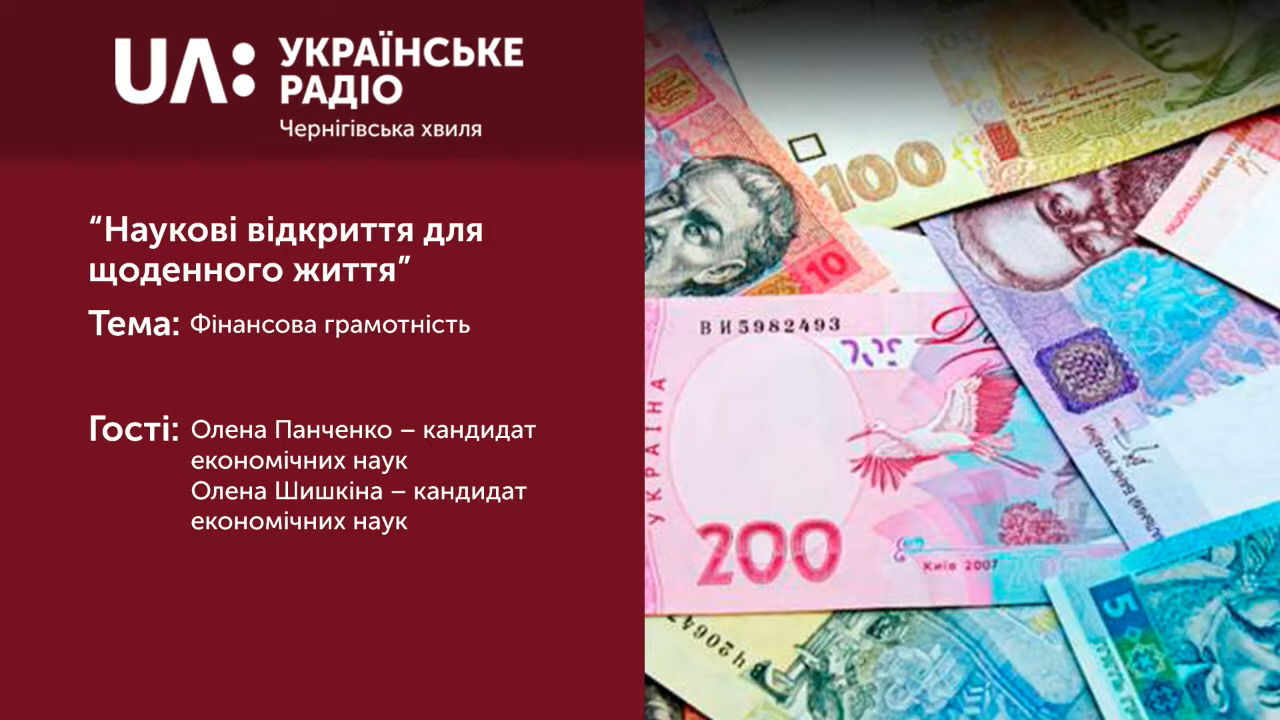 UA: УКРАЇНСЬКЕ
РАДІО
Чернігівська хвиля
“Наукові відкриття для
щоденного життя”
Тема: Фінансова грамотність
Гості: Олена Панченко – кандидат
економічних наук
Олена Шишкіна – кандидат
економічних наук
100
10
ВИ5982493
УКРАЇНА
200
Київ 2007
5